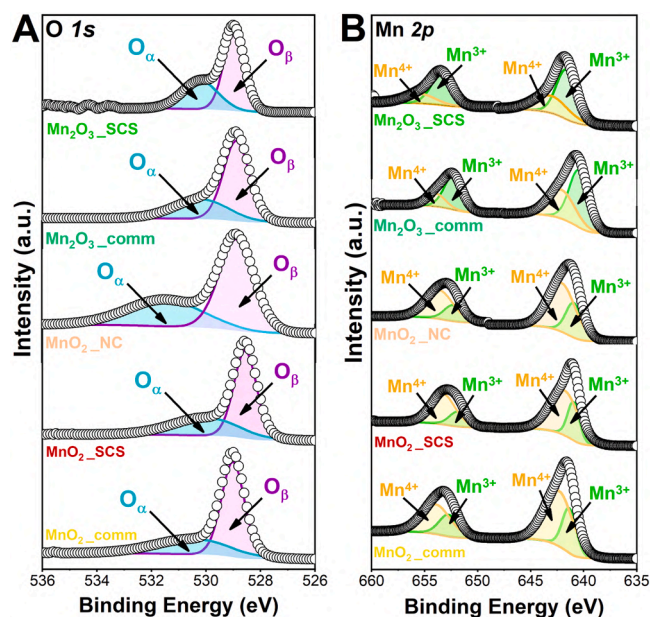 A
O 1s
Oα
Oβ
Mn2O3_SCS
Oα
Oβ
Mn2O3_comm
Oα
Oβ
MnO2_NC
Oα
Oβ
MnO2_SCS
Oα
Oβ
MnO2_comm
Intensity (a.u.)
536 534 532 530 528 526
Binding Energy (eV)
B
Mn 2p
Mn4+ Mn3+ Mn4+ Mn3+
Mn2O3_SCS
Mn4+ Mn3+ Mn4+ Mn3+
Mn2O3_comm
Mn4+ Mn3+ Mn4+ Mn3+
MnO2_NC
Mn4+ Mn3+ Mn4+ Mn3+
MnO2_SCS
Mn4+ Mn3+ Mn4+ Mn3+
MnO2_comm
Intensity (a.u.)
660 655 650 645 640 635
Binding Energy (eV)